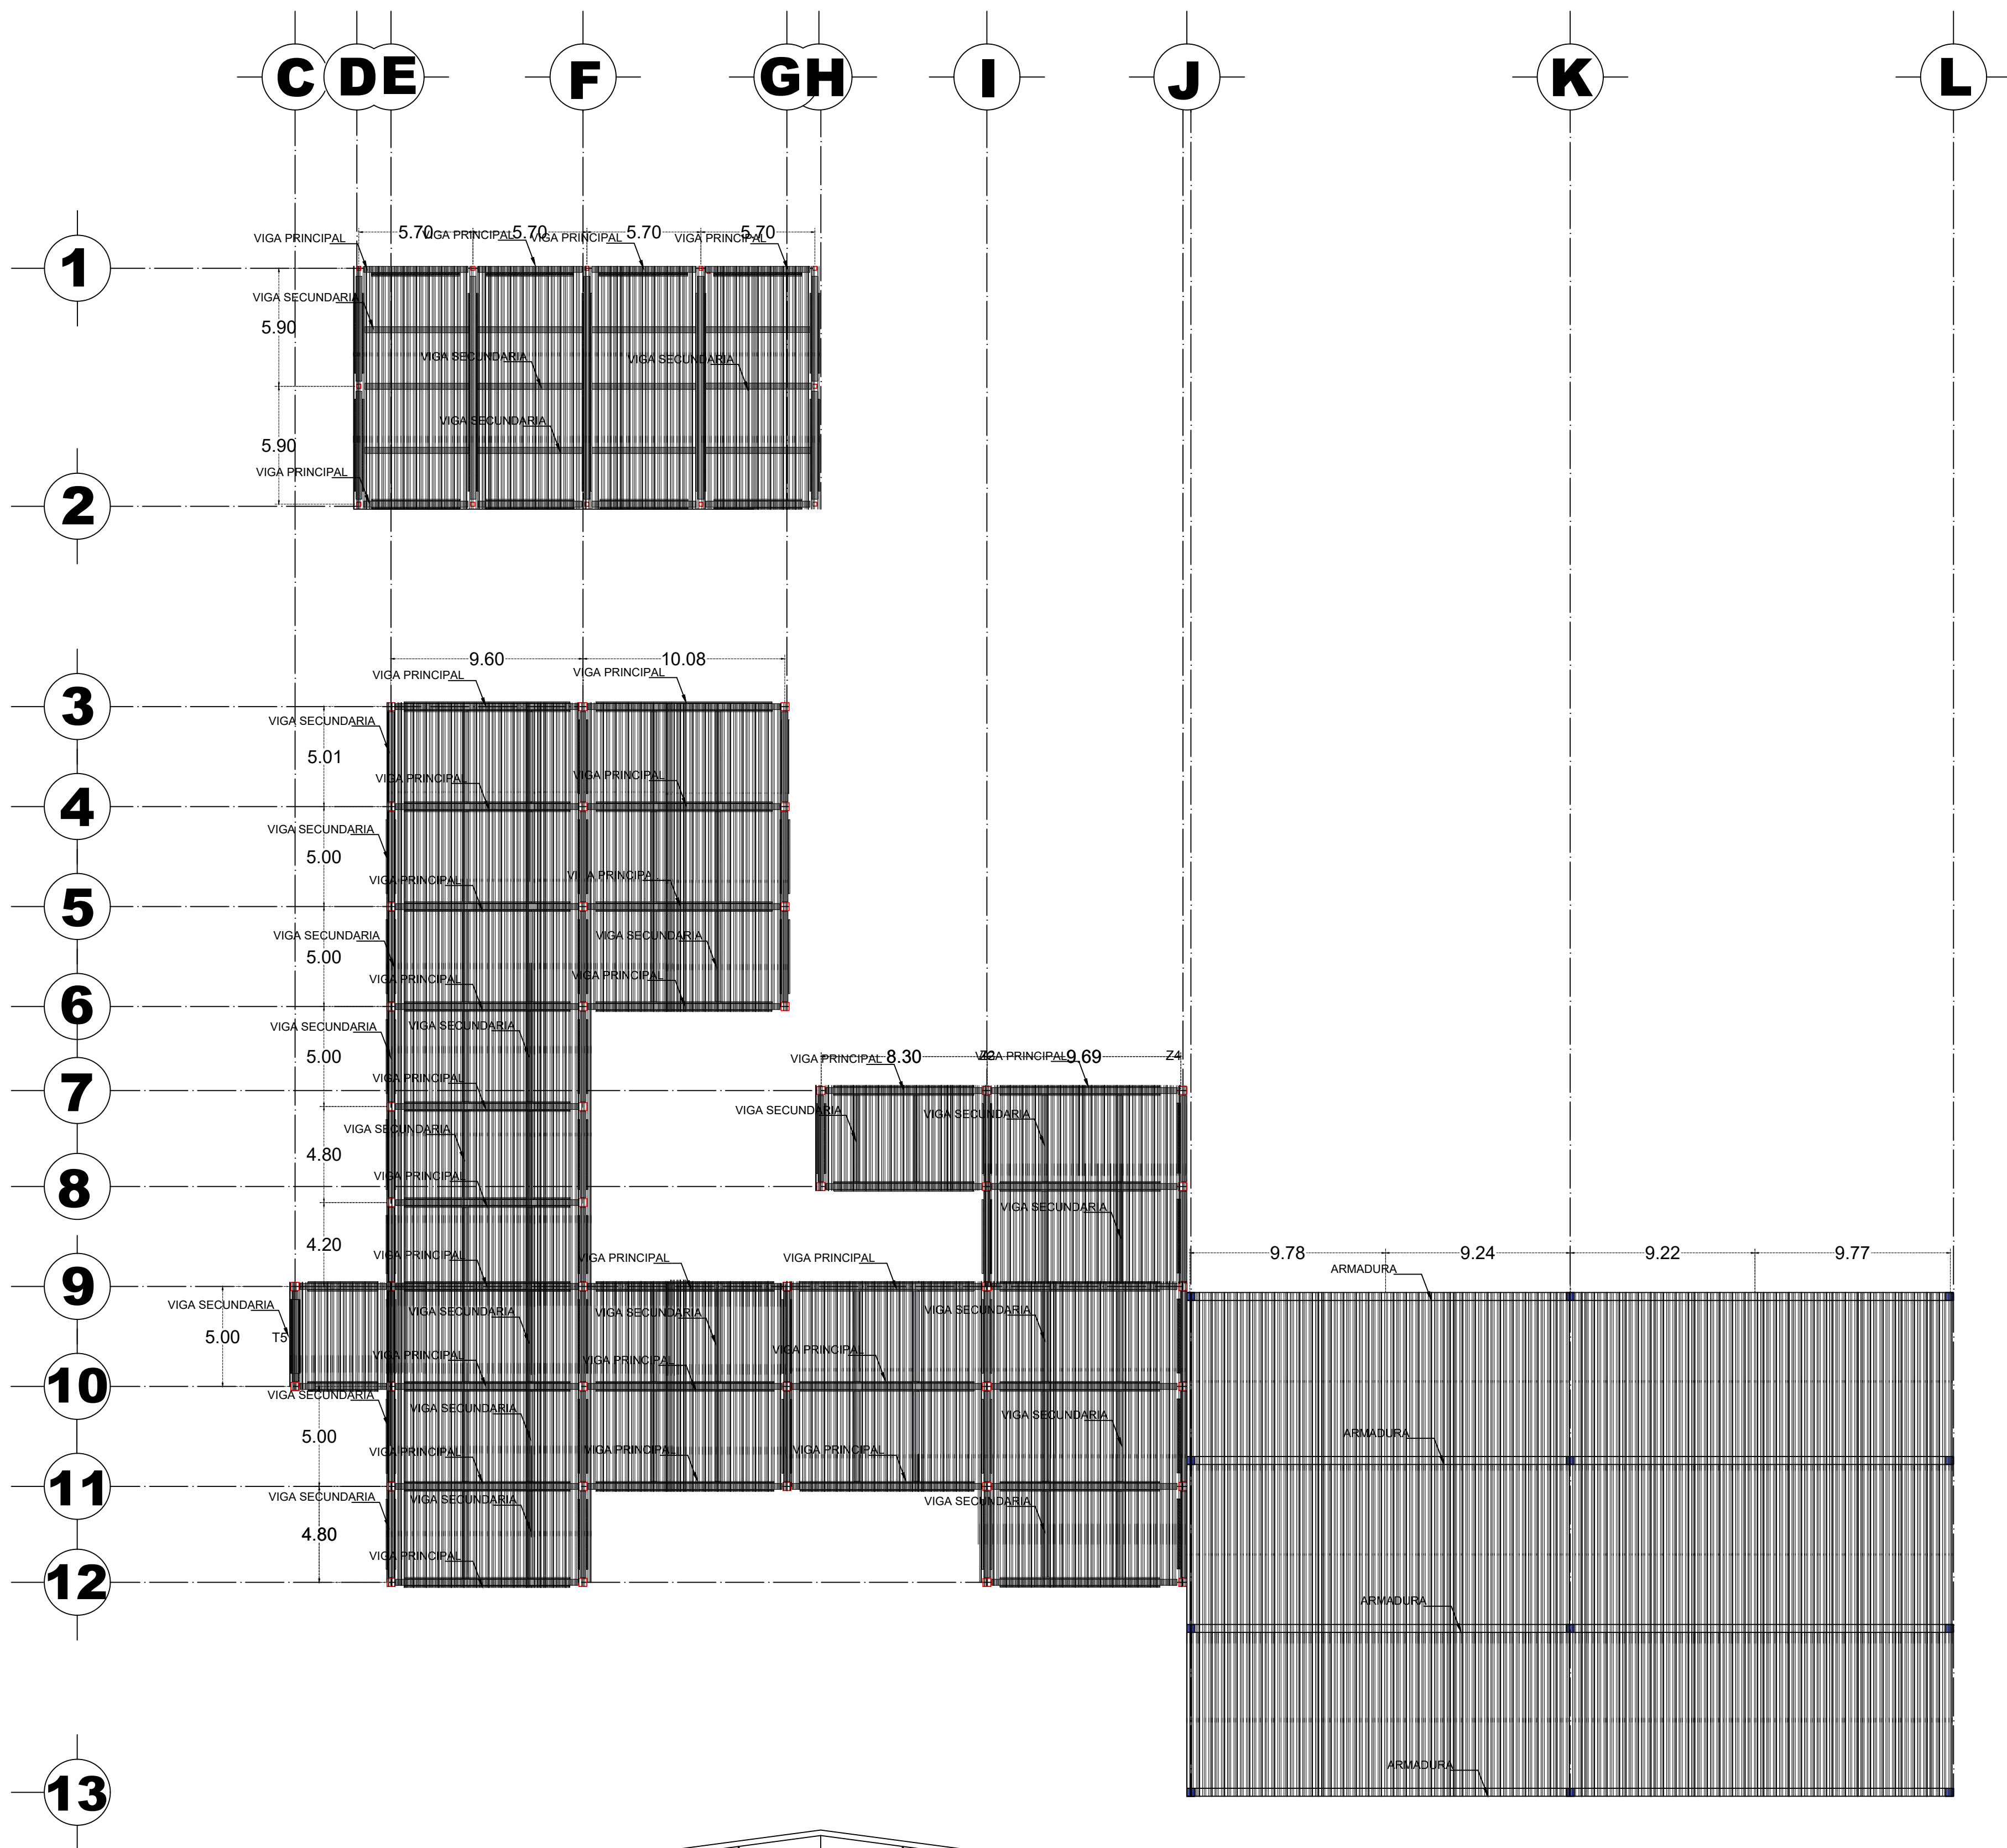 C D E F G H I J K L
1
5.70 5.70 5.70 5.70
VIGA PRINCIPAL VIGA PRINCIPAL VIGA PRINCIPAL VIGA PRINCIPAL
VIGA SECUNDARIA
5.90
VIGA SECUNDARIA VIGA SECUNDARIA
VIGA SECUNDARIA
5.90
VIGA PRINCIPAL
2
9.60 10.08
VIGA PRINCIPAL VIGA PRINCIPAL
3
VIGA SECUNDARIA
5.01
VIGA PRINCIPAL VIGA PRINCIPAL
4
VIGA SECUNDARIA
5.00
VIGA PRINCIPAL VIGA PRINCIPA
5
VIGA SECUNDARIA VIGA SECUNDARIA
5.00
VIGA PRINCIPAL VIGA PRINCIPAL
6
VIGA SECUNDARIA VIGA SECUNDARIA
5.00
VIGA PRINCIPAL 8.30 VIGA PRINCIPAL 9.69 Z4
7
VIGA PRINCIPAL
VIGA SECUNDARIA VIGA SECUNDARIA
VIGA SECUNDARIA
4.80
VIGA PRINCIPAL
8
VIGA SECUNDARIA
4.20
VIGA PRINCIPAL VIGA PRINCIPAL VIGA PRINCIPAL
9.78 9.24 9.22 9.77
ARMADURA
9
VIGA SECUNDARIA VIGA SECUNDARIA VIGA SECUNDARIA VIGA SECUNDARIA
5.00 T5
VIGA PRINCIPAL VIGA PRINCIPAL VIGA PRINCIPAL
10
VIGA SECUNDARIA VIGA SECUNDARIA VIGA SECUNDARIA
5.00
ARMADURA
VIGA PRINCIPAL VIGA PRINCIPAL VIGA PRINCIPAL
11
VIGA SECUNDARIA VIGA SECUNDARIA VIGA SECUNDARIA
4.80
VIGA PRINCIPAL
12
ARMADURA
ARMADURA
13